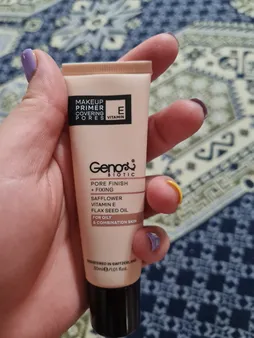 MAKEUP
PRIMER
COVERING
PORES
E
VITAMIN
Geno
BIOTIC
PORE FINISH
+ FIXING
SAFFLOWER
VITAMIN E
FLAX SEED OIL
FOR OILY
& COMBINATION SKIN